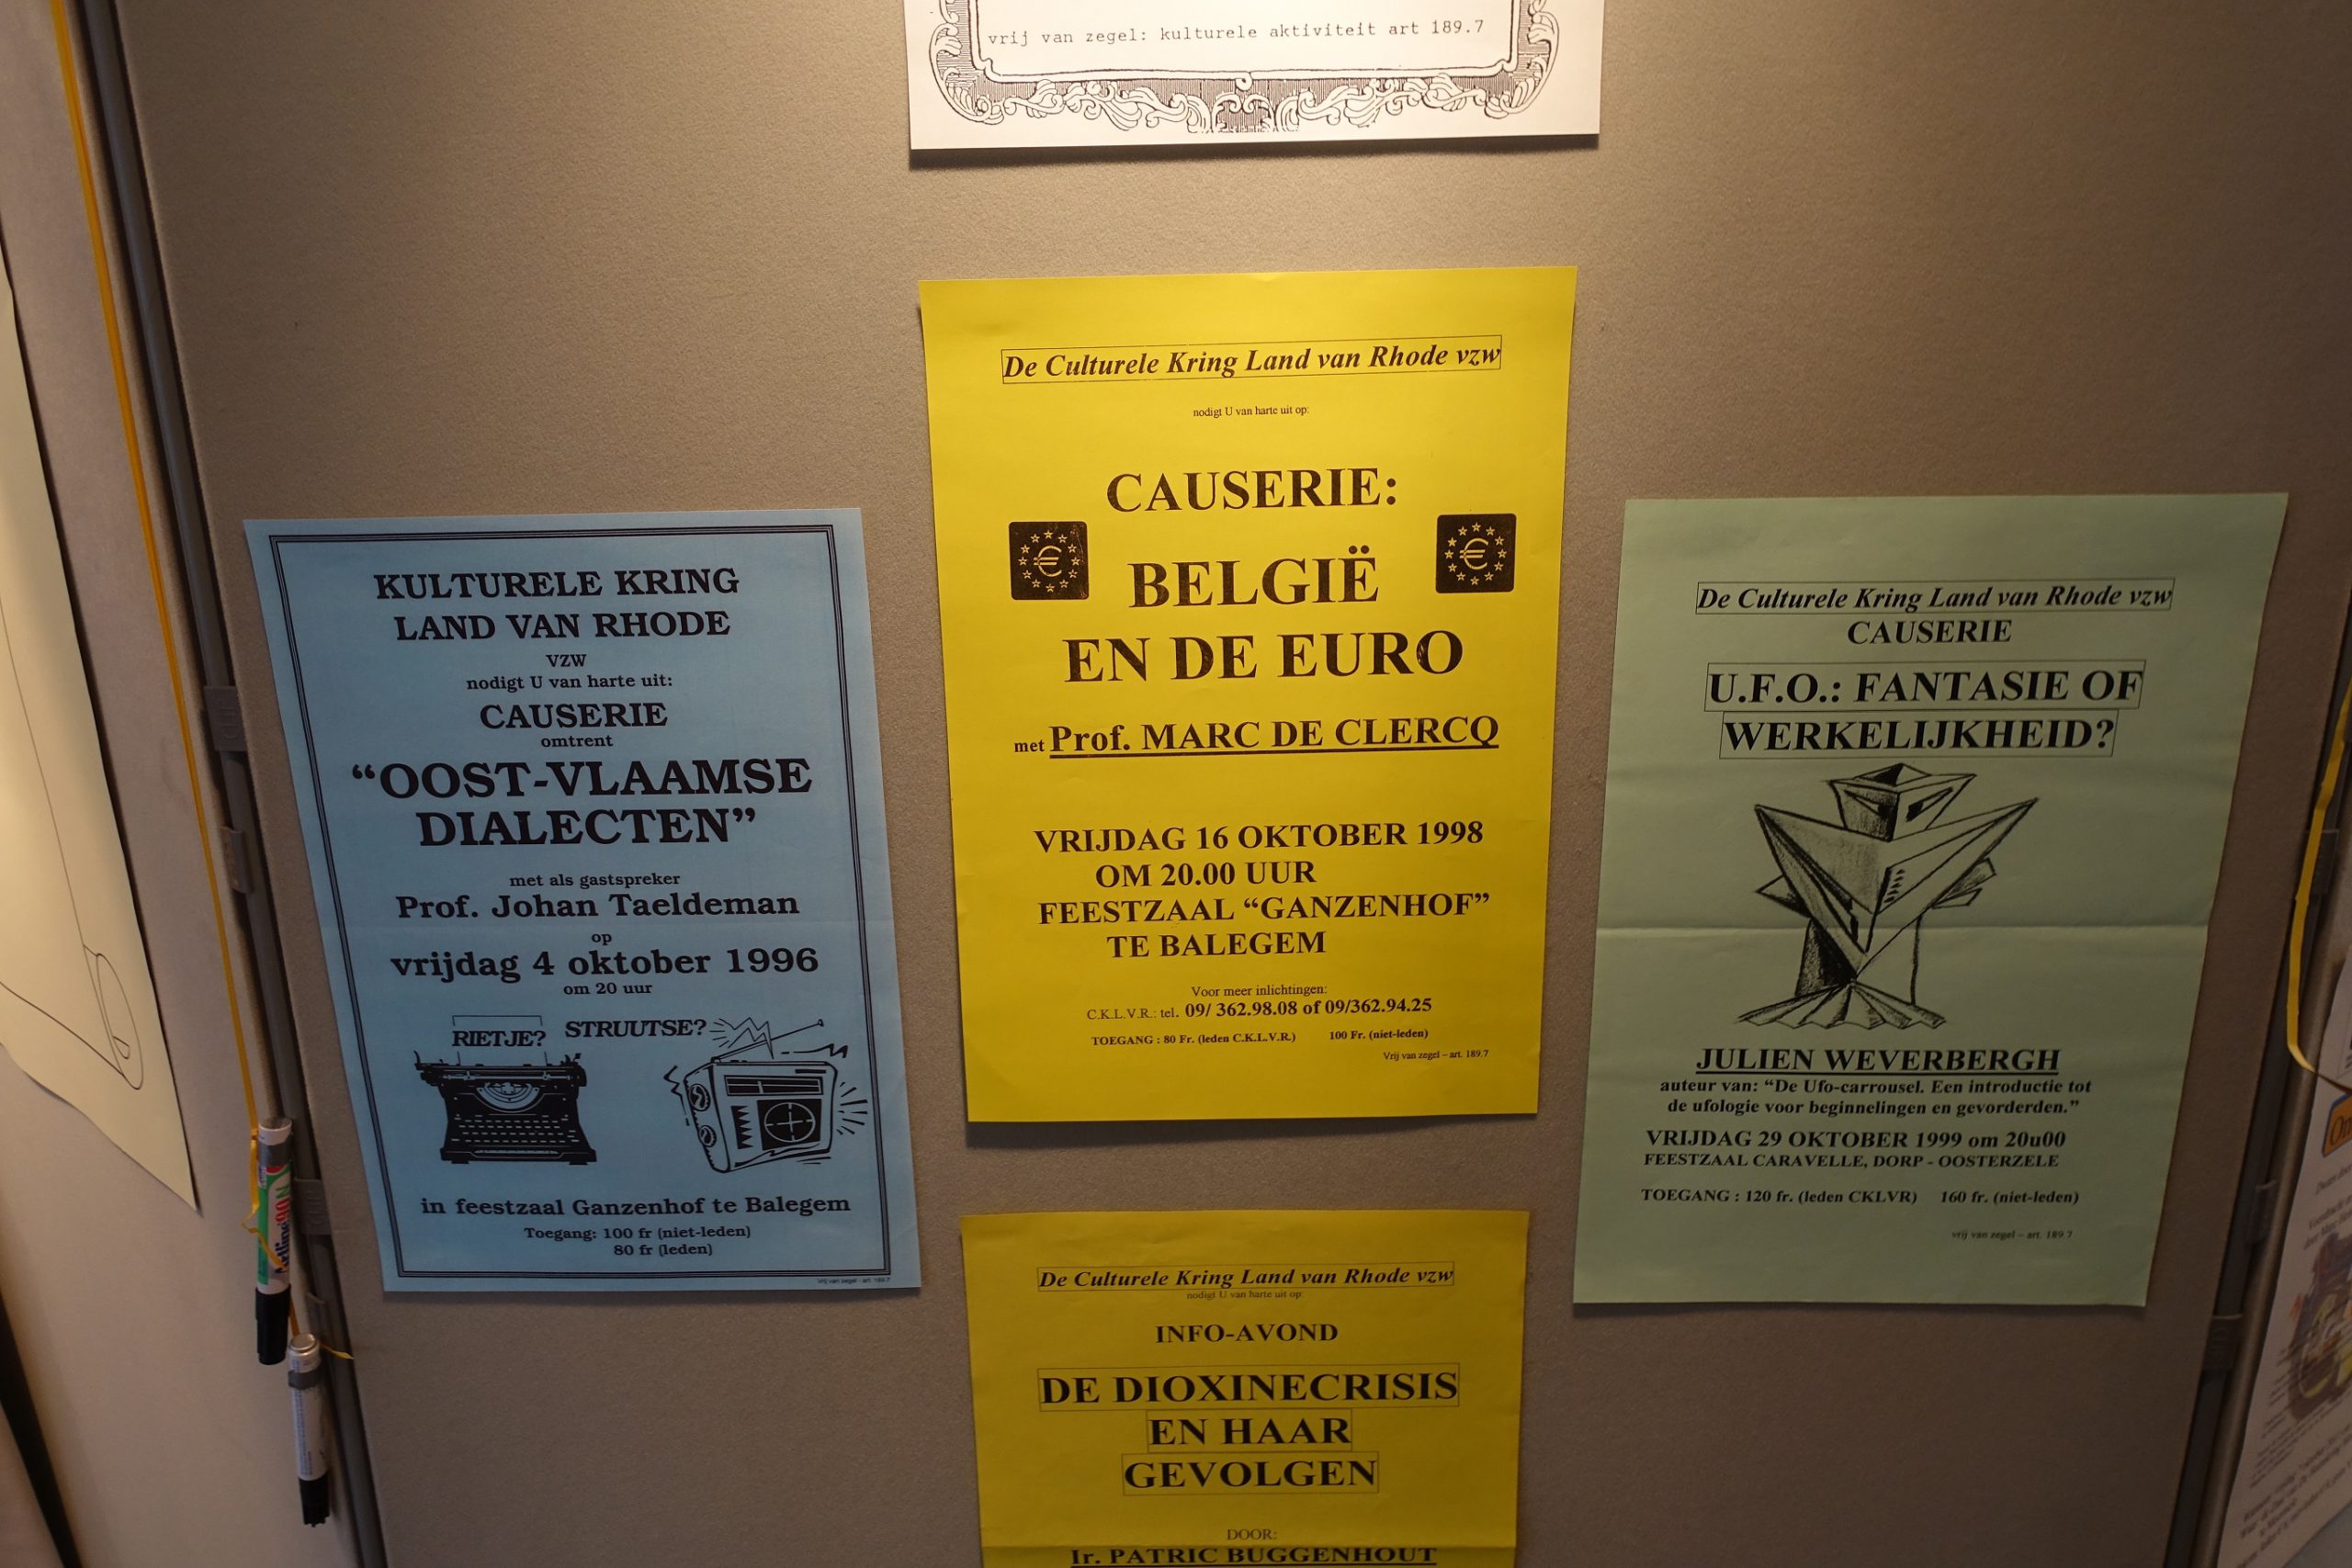 vrij van zegel: kulturele aktiviteit art 189.7
KULTURELE KRING
LAND VAN RHODE
VZW
nodigt U van harte uit:
CAUSERIE
omtrent
“OOST-VLAAMSE
DIALECTEN”
met als gastspreker
Prof. Johan Taeldeman
op
vrijdag 4 oktober 1996
om 20 uur
RIETJE? STRUUTSE?
in feestzaal Ganzenhof te Balegem
Toegang: 100 fr (niet-leden)
80 fr (leden)
vrij van zegel - art. 189.7
De Culturele Kring Land van Rhode vzw
nodigt U van harte uit op:
CAUSERIE:
BELGIË
EN DE EURO
met Prof. MARC DE CLERCQ
VRIJDAG 16 OKTOBER 1998
OM 20.00 UUR
FEESTZAAL “GANZENHOF”
TE BALEGEM
Voor meer inlichtingen:
C.K.L.V.R.: tel. 09/ 362.98.08 of 09/362.94.25
TOEGANG : 80 Fr. (leden C.K.L.V.R.) 100 Fr. (niet-leden)
Vrij van zegel – art. 189.7
De Culturele Kring Land van Rhode vzw
CAUSERIE
U.F.O.: FANTASIE OF
WERKELIJKHEID?
JULIEN WEVERBERGH
auteur van: “De Ufo-carrousel. Een introductie tot
de ufologie voor beginnelingen en gevorderden.”
VRIJDAG 29 OKTOBER 1999 om 20u00
FEESTZAAL CARAVELLE, DORP - OOSTERZELE
TOEGANG : 120 fr. (leden CKLVR) 160 fr. (niet-leden)
vrij van zegel – art. 189.7
De Culturele Kring Land van Rhode vzw
nodigt U van harte uit op:
INFO-AVOND
DE DIOXINECRISIS
EN HAAR
GEVOLGEN
DOOR:
Ir. PATRIC BUGGENHOUT
Artline 90 N